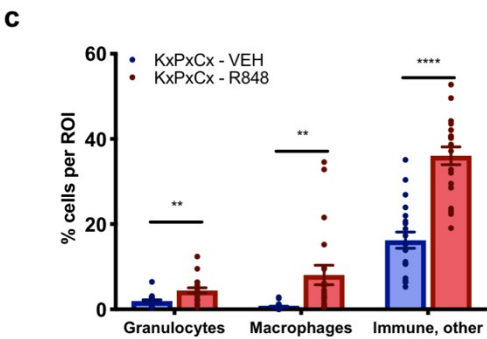 c
60
40
20
0
% cells per ROI
KxPxCx - VEH
KxPxCx - R848
**
**
****
Granulocytes
Macrophages
Immune, other